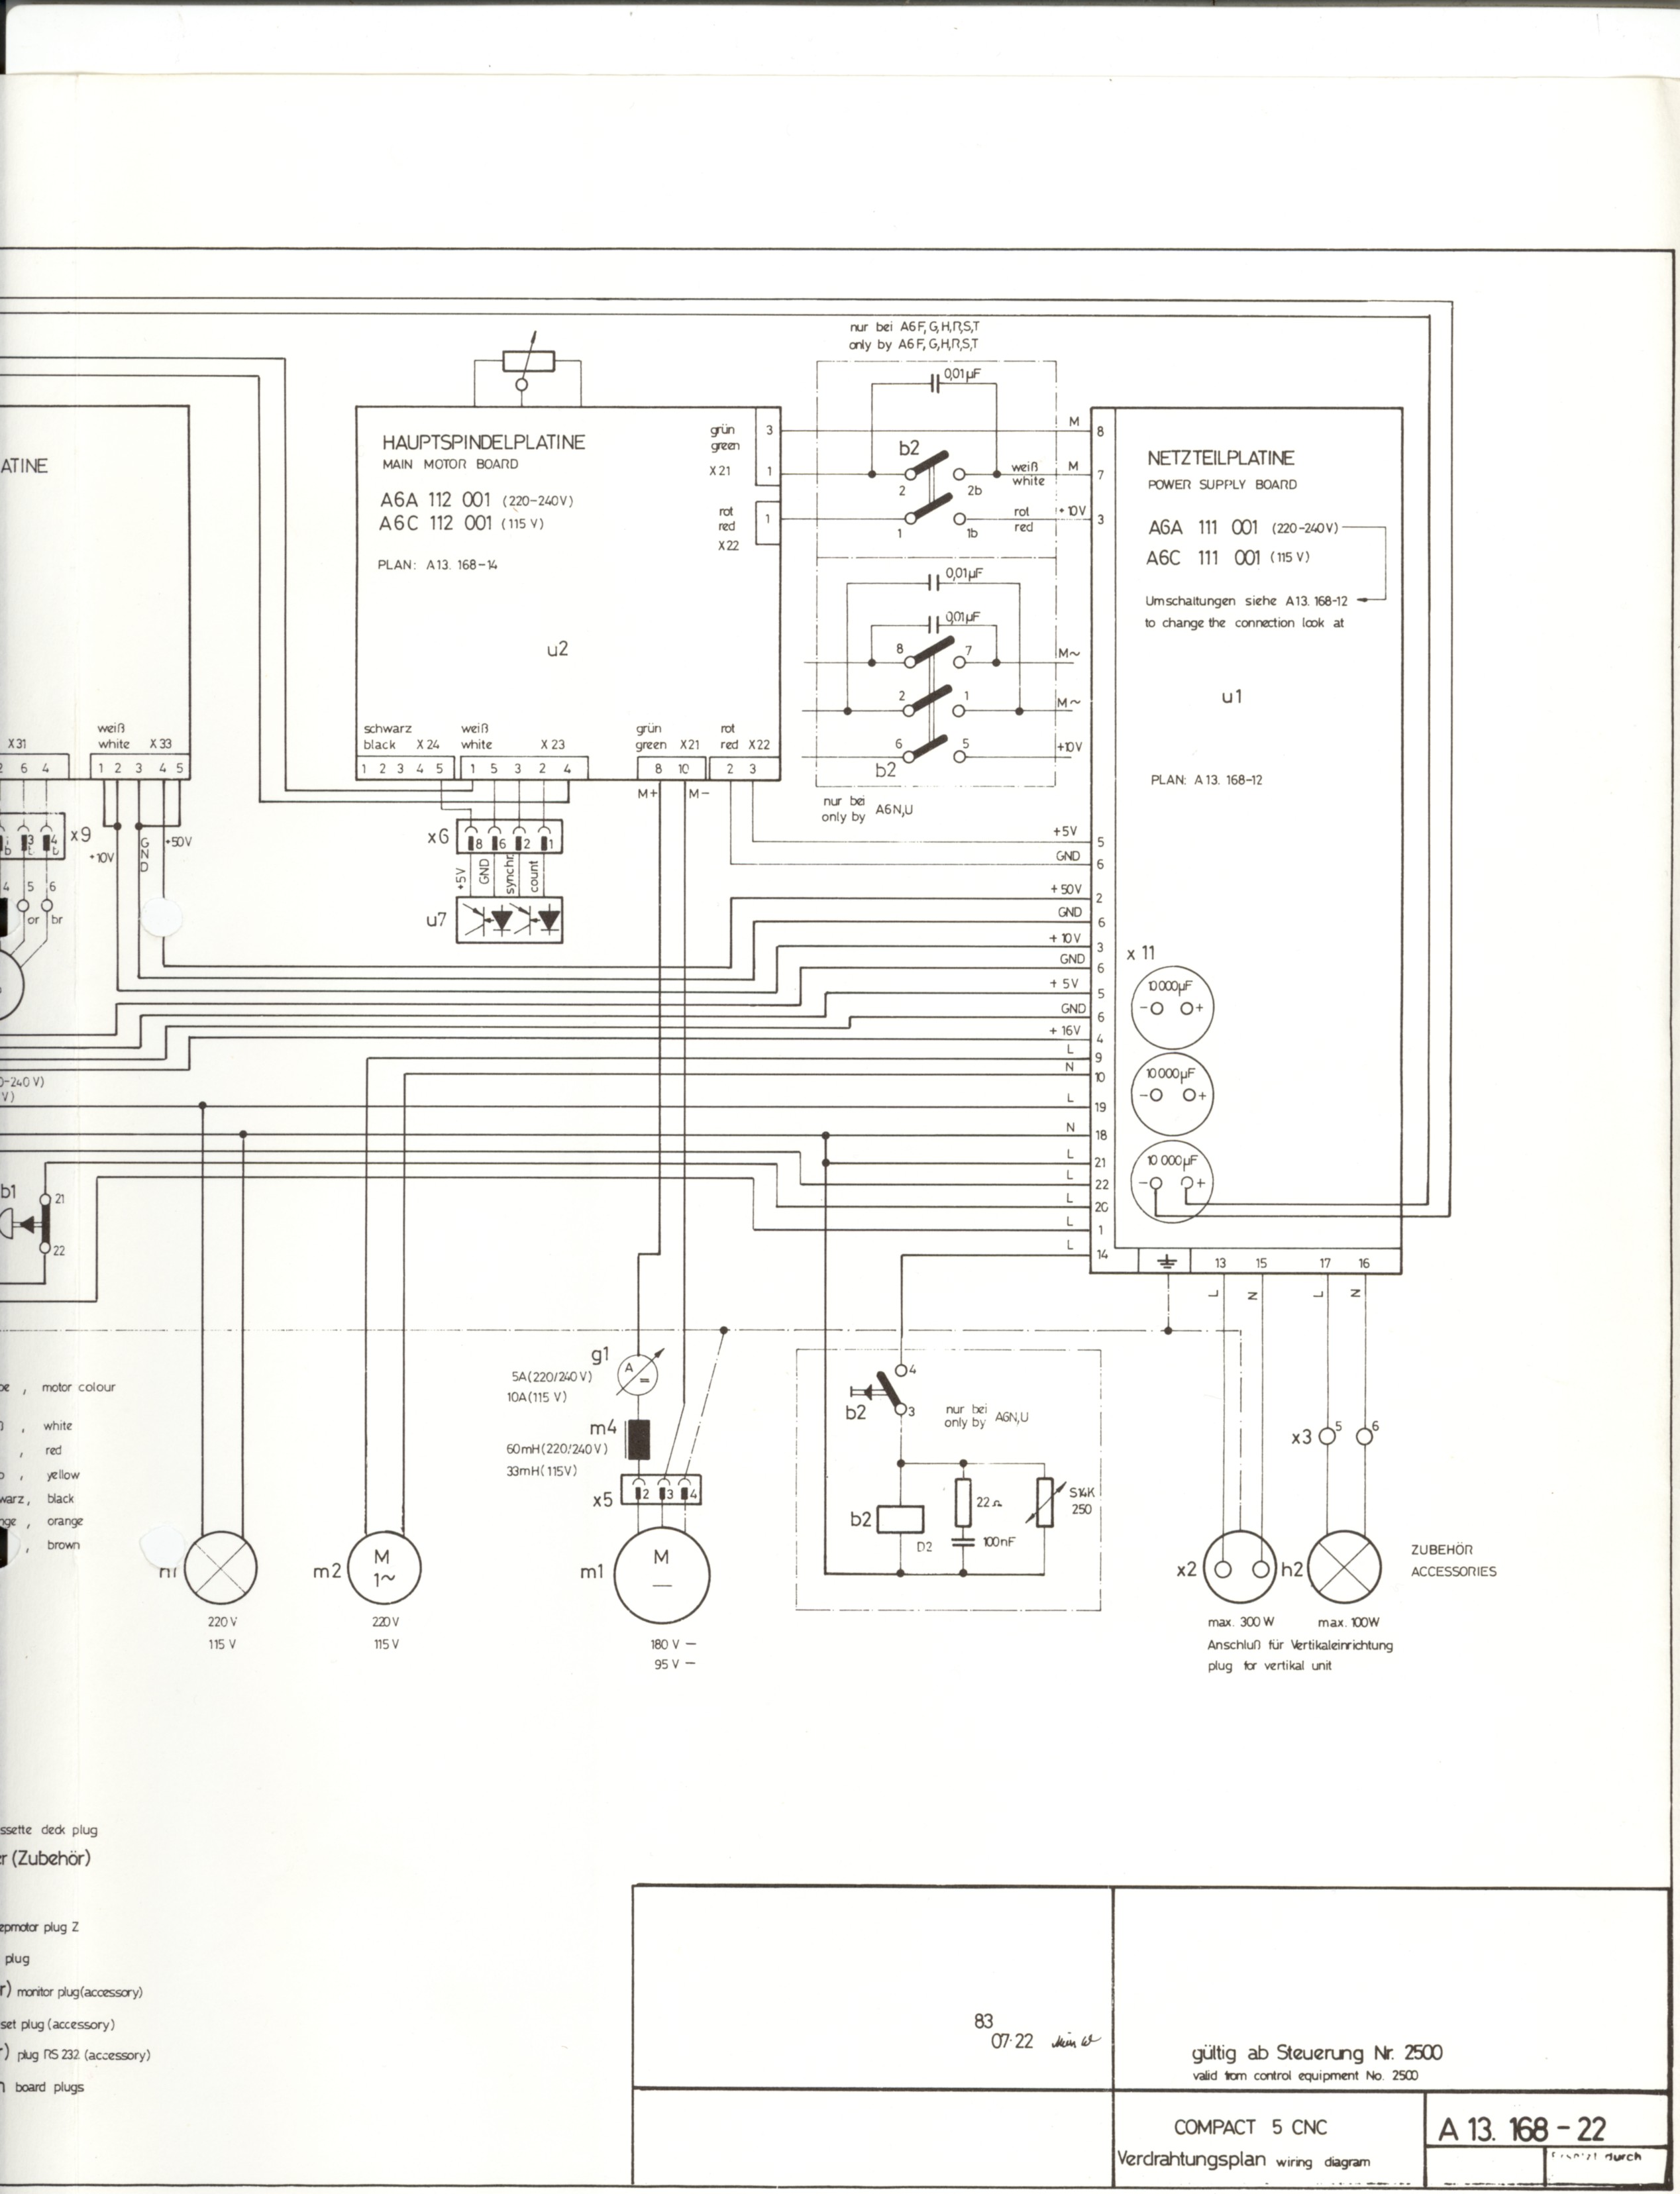 nur bei A6F,G,H,R,S,T
only by A6F,G,H,R,S,T
0,01µF
ATINE
HAUPTSPINDELPLATINE
MAIN MOTOR BOARD
A6A 112 001 (220-240V)
A6C 112 001 (115 V)
PLAN: A13. 168-14
u2
grün
green
X21
3
1
rot
red
X22
1
b2
2
2b
1
1b
weiß
white
rot
red
M
M
+10V
8
7
3
NETZTEILPLATINE
POWER SUPPLY BOARD
A6A 111 001 (220-240V)
A6C 111 001 (115 V)
Umschaltungen siehe A13.168-12
to change the connection look at
u1
PLAN: A13. 168-12
0,01µF
0,01µF
8
7
M~
2
1
M~
6
5
+10V
b2
nur bei
only by A6N,U
X31
6 4
weiß
white X33
1 2 3 4 5
schwarz
black X24
1 2 3 4 5
weiß
white X23
1 5 3 2 4
grün
green X21
8 10
rot
red X22
2 3
M+
M-
x9
3 4
+10V
GND
+50V
4 5 6
or br
x6
8 6 2 1
+5V
GND
synchr.
count
u7
+5V 5
GND 6
+50V 2
GND 6
+10V 3
GND 6
+5V 5
GND 6
+16V 4
L 9
N 10
L 19
N 18
L 21
L 22
L 20
L 1
L 14
x 11
10000µF
- +
10000µF
- +
10 000µF
- +
0-240 V)
V)
b1
21
22
13 15 17 16
L N L N
g1
A
5A(220/240 V)
10A(115 V)
m4
60mH(220/240 V)
33mH(115V)
x5
2 3 4
m1
M
180 V
95 V
, motor colour
, white
, red
, yellow
warz, black
nge , orange
, brown
220 V
115 V
m2
M
1~
220 V
115 V
b2
4
3
nur bei
only by A6N,U
b2
D2
22Ω
100nF
S14K
250
x3
5
6
x2
h2
ZUBEHÖR
ACCESSORIES
max. 300 W
max. 100W
Anschluß für Vertikaleinrichtung
plug for vertikal unit
ssette deck plug
r (Zubehör)
epmotor plug Z
plug
r) monitor plug(accessory)
set plug (accessory)
r) plug RS 232 (accessory)
n board plugs
83
07·22
gültig ab Steuerung Nr. 2500
valid from control equipment No. 2500
COMPACT 5 CNC
Verdrahtungsplan wiring diagram
A 13. 168 - 22
durch